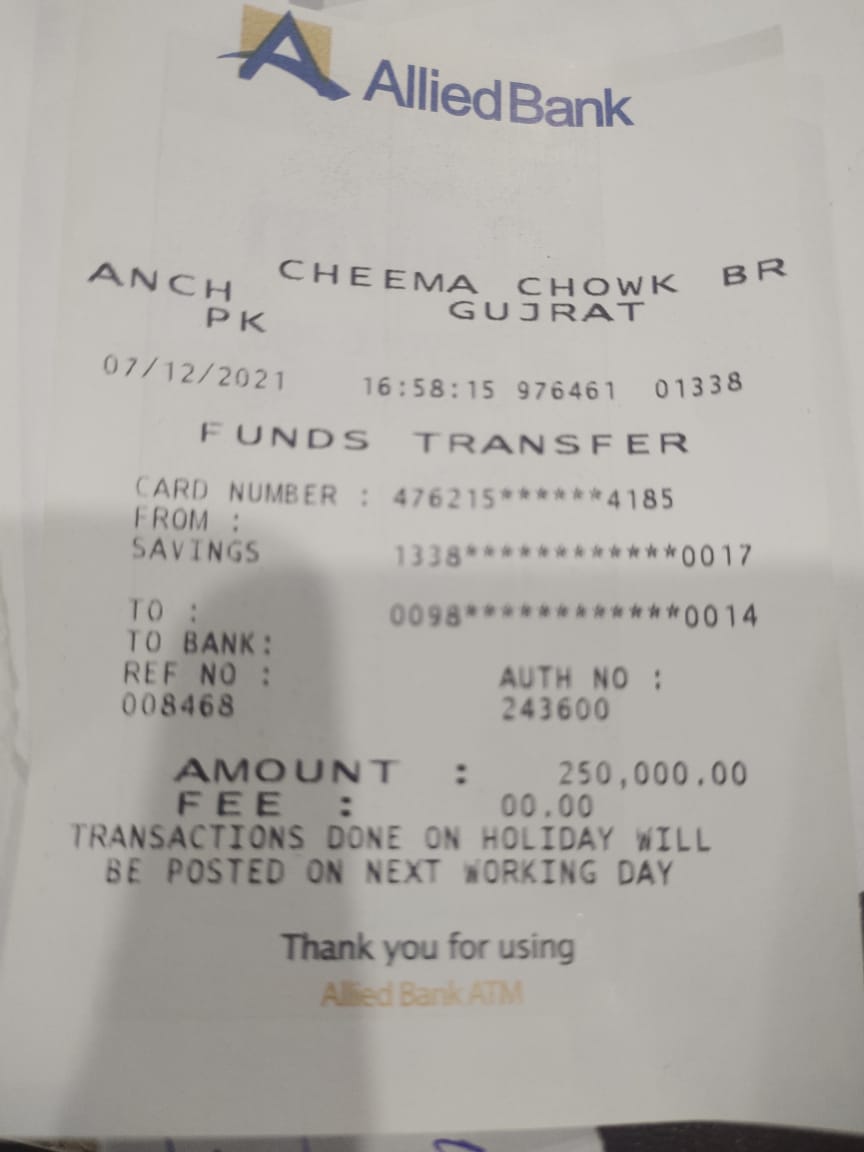 AlliedBank
CHEEMA CHOWK BR
ANCH GUJRAT
PK
07/12/2021 16:58:15 976461 01338
FUNDS TRANSFER
CARD NUMBER : 476215******4185
FROM :
SAVINGS 1338************0017
TO : 0098************0014
TO BANK:
REF NO : AUTH NO :
008468 243600
AMOUNT : 250,000.00
FEE : 00.00
TRANSACTIONS DONE ON HOLIDAY WILL
BE POSTED ON NEXT WORKING DAY
Thank you for using
Allied Bank ATM